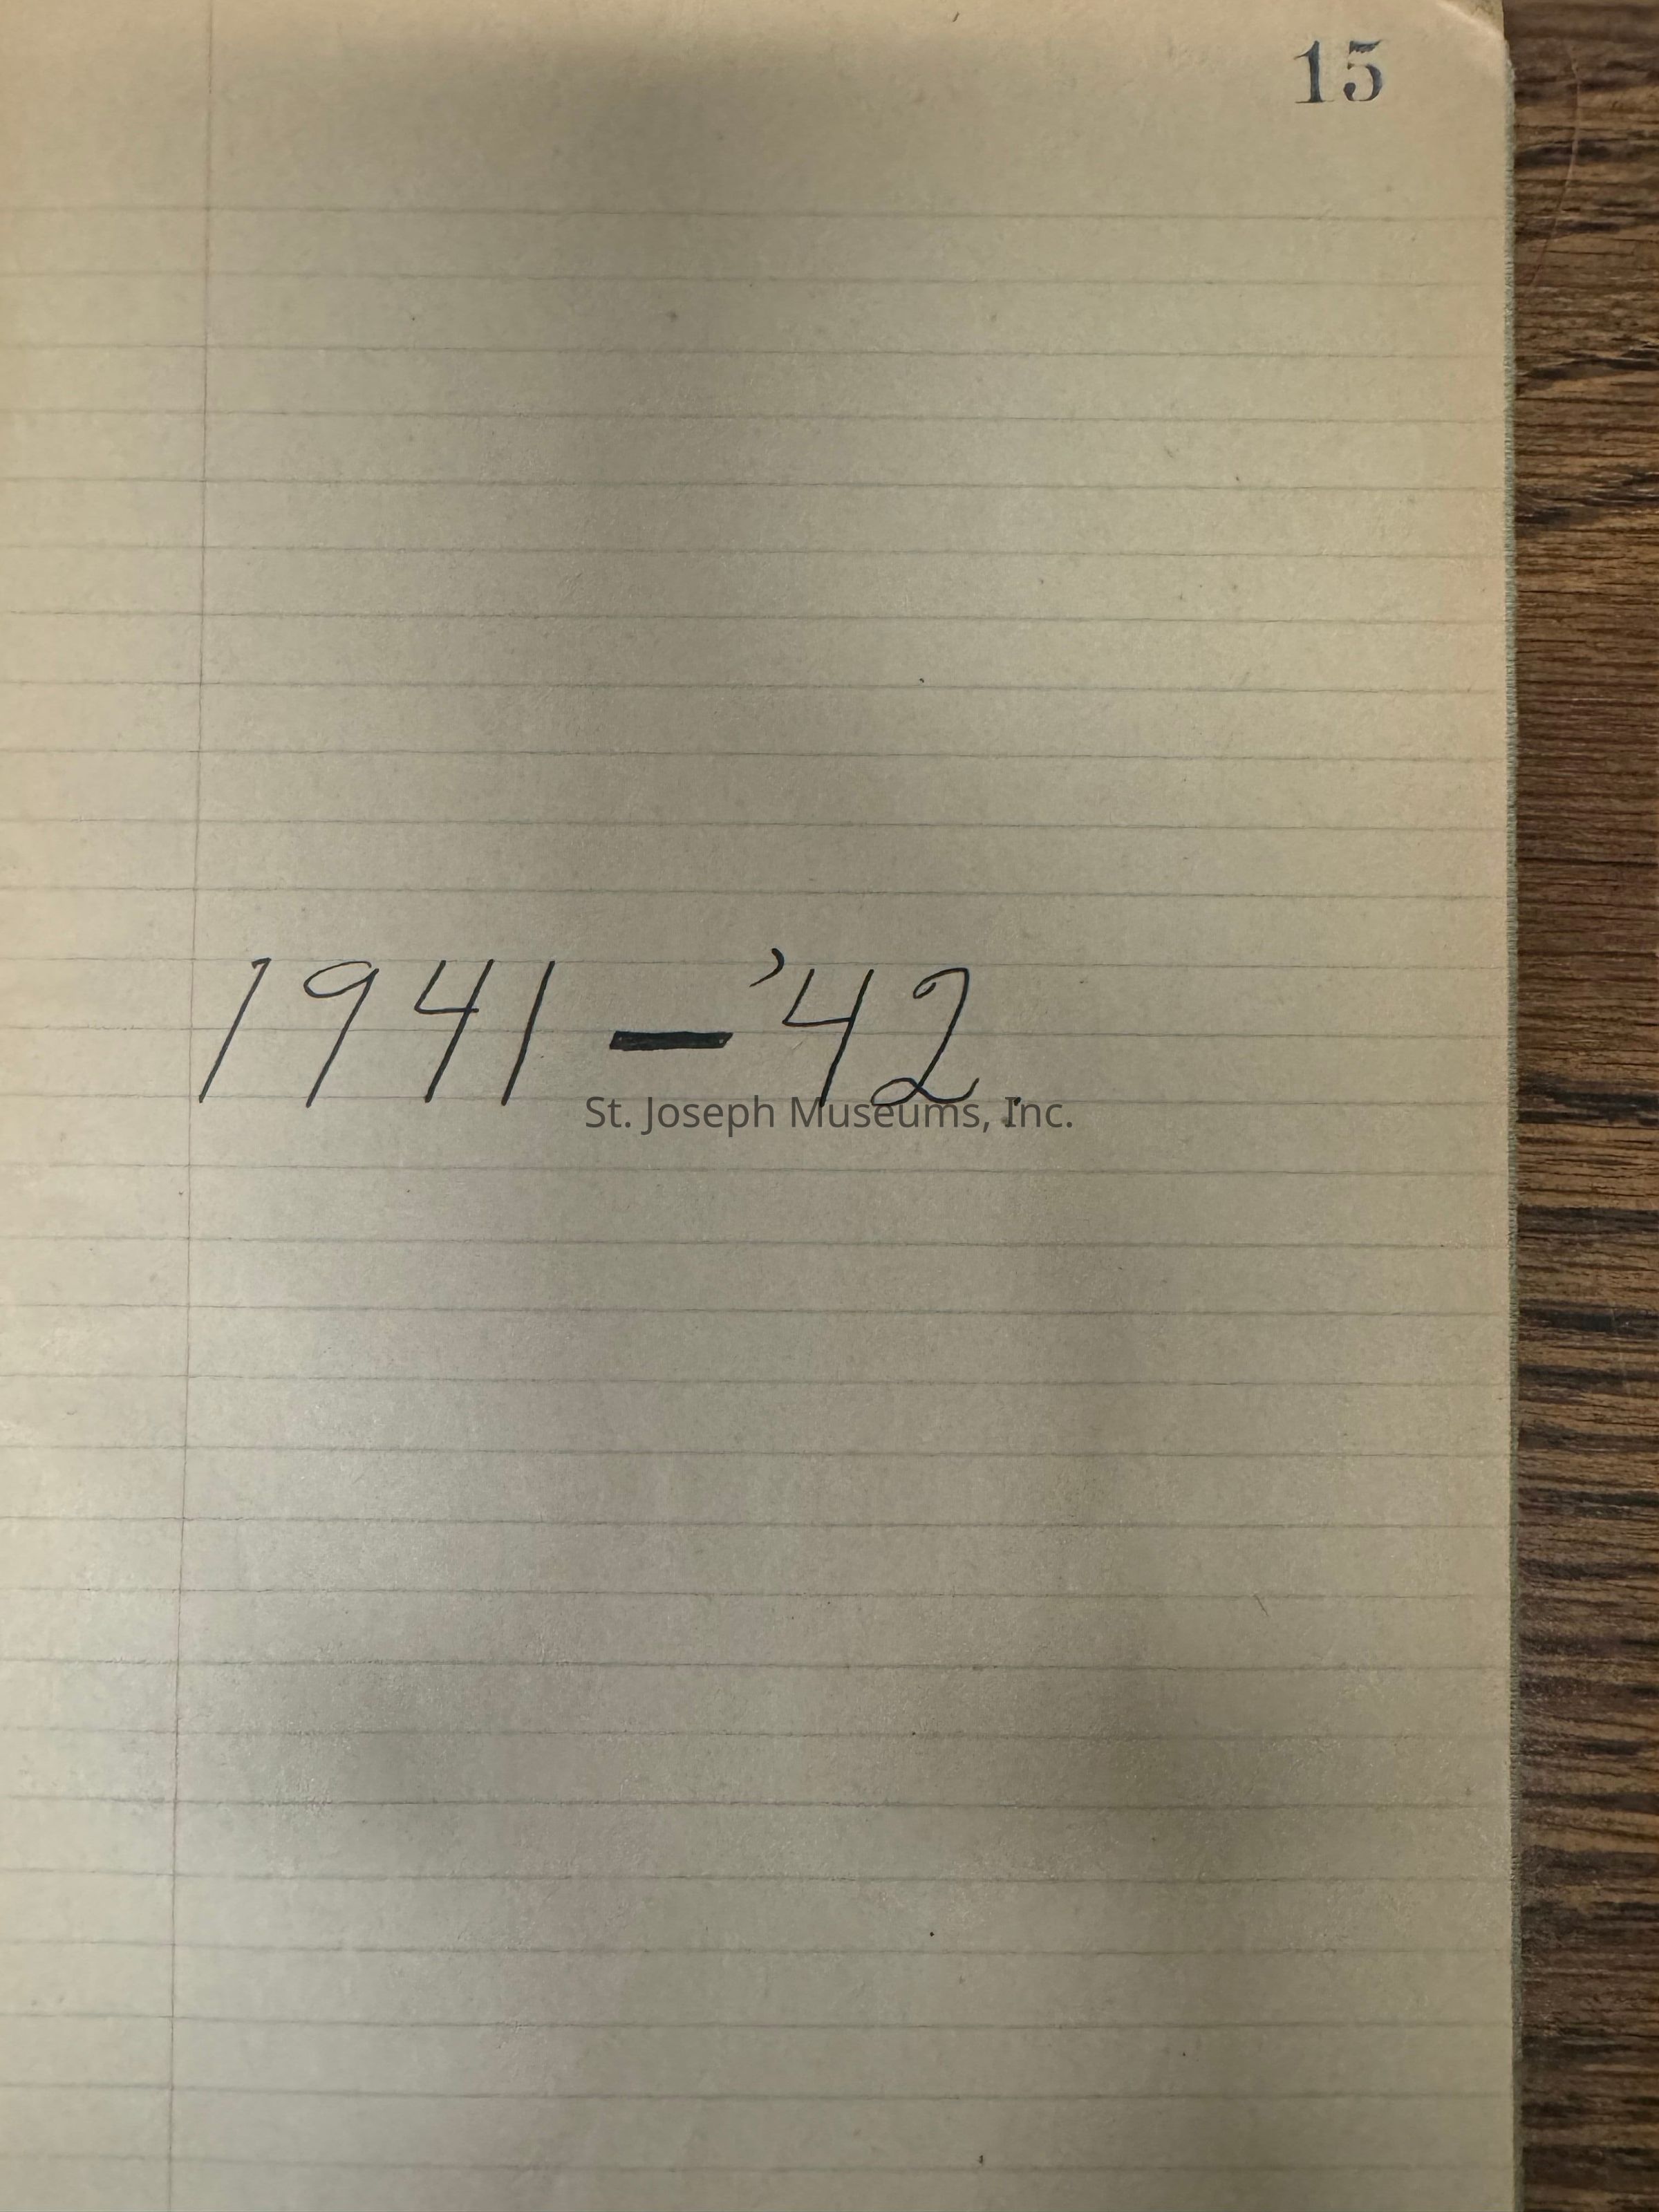 15
1941 — '42.
St. Joseph Museums, Inc.